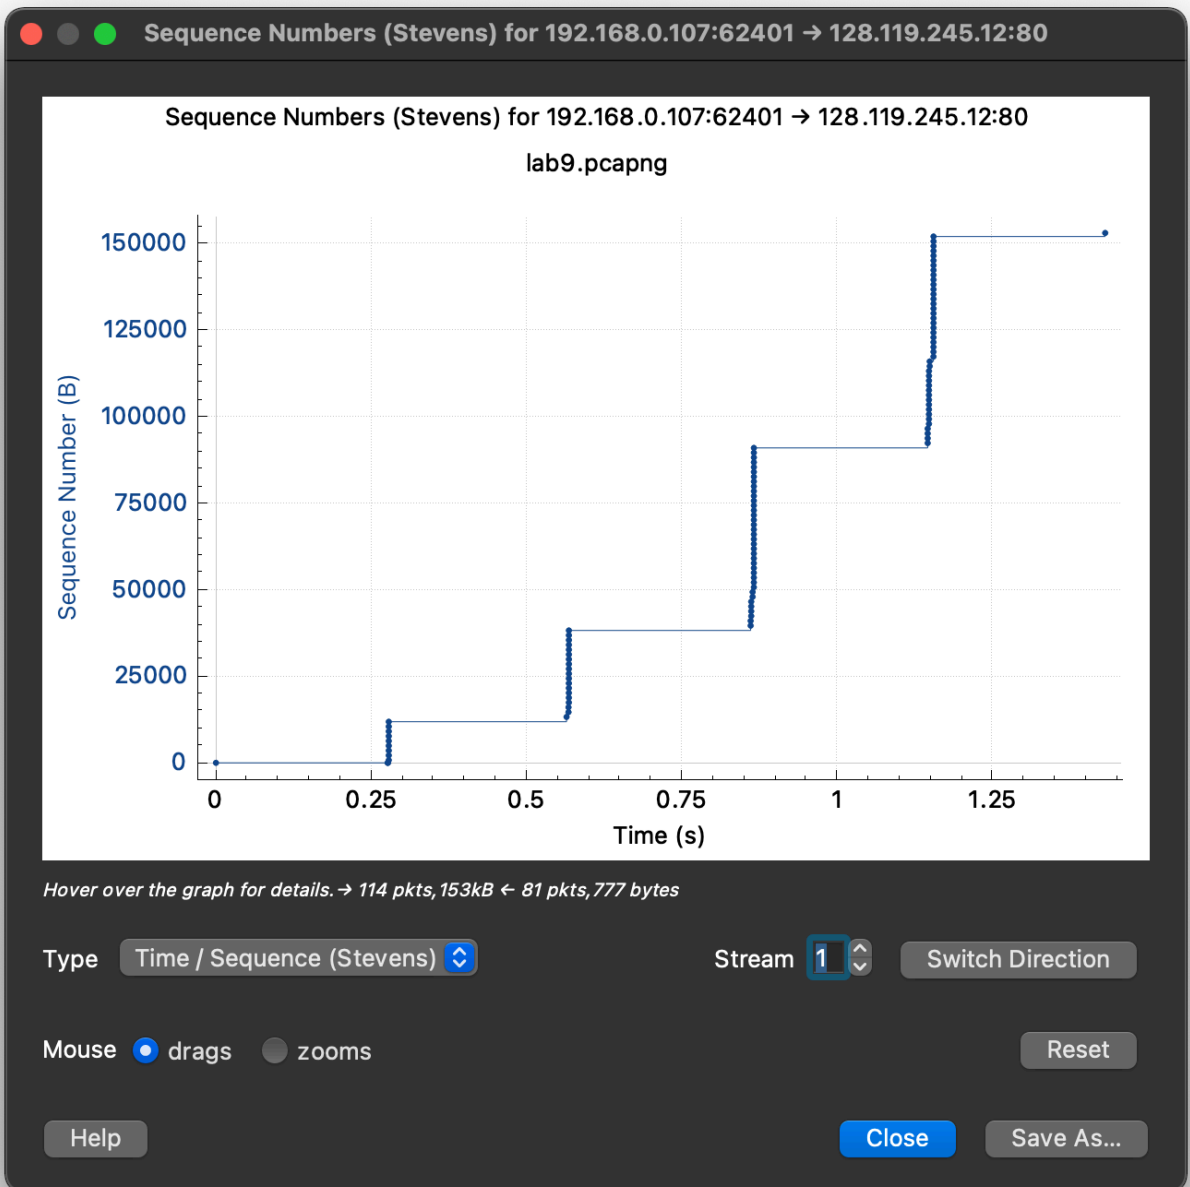 Sequence Numbers (Stevens) for 192.168.0.107:62401 → 128.119.245.12:80
Sequence Numbers (Stevens) for 192.168.0.107:62401 → 128.119.245.12:80
lab9.pcapng
150000
125000
100000
75000
50000
25000
0
Sequence Number (B)
0 0.25 0.5 0.75 1 1.25
Time (s)
Hover over the graph for details. → 114 pkts, 153kB ← 81 pkts, 777 bytes
Type Time / Sequence (Stevens) Stream 1 Switch Direction
Mouse drags zooms Reset
Help Close Save As...